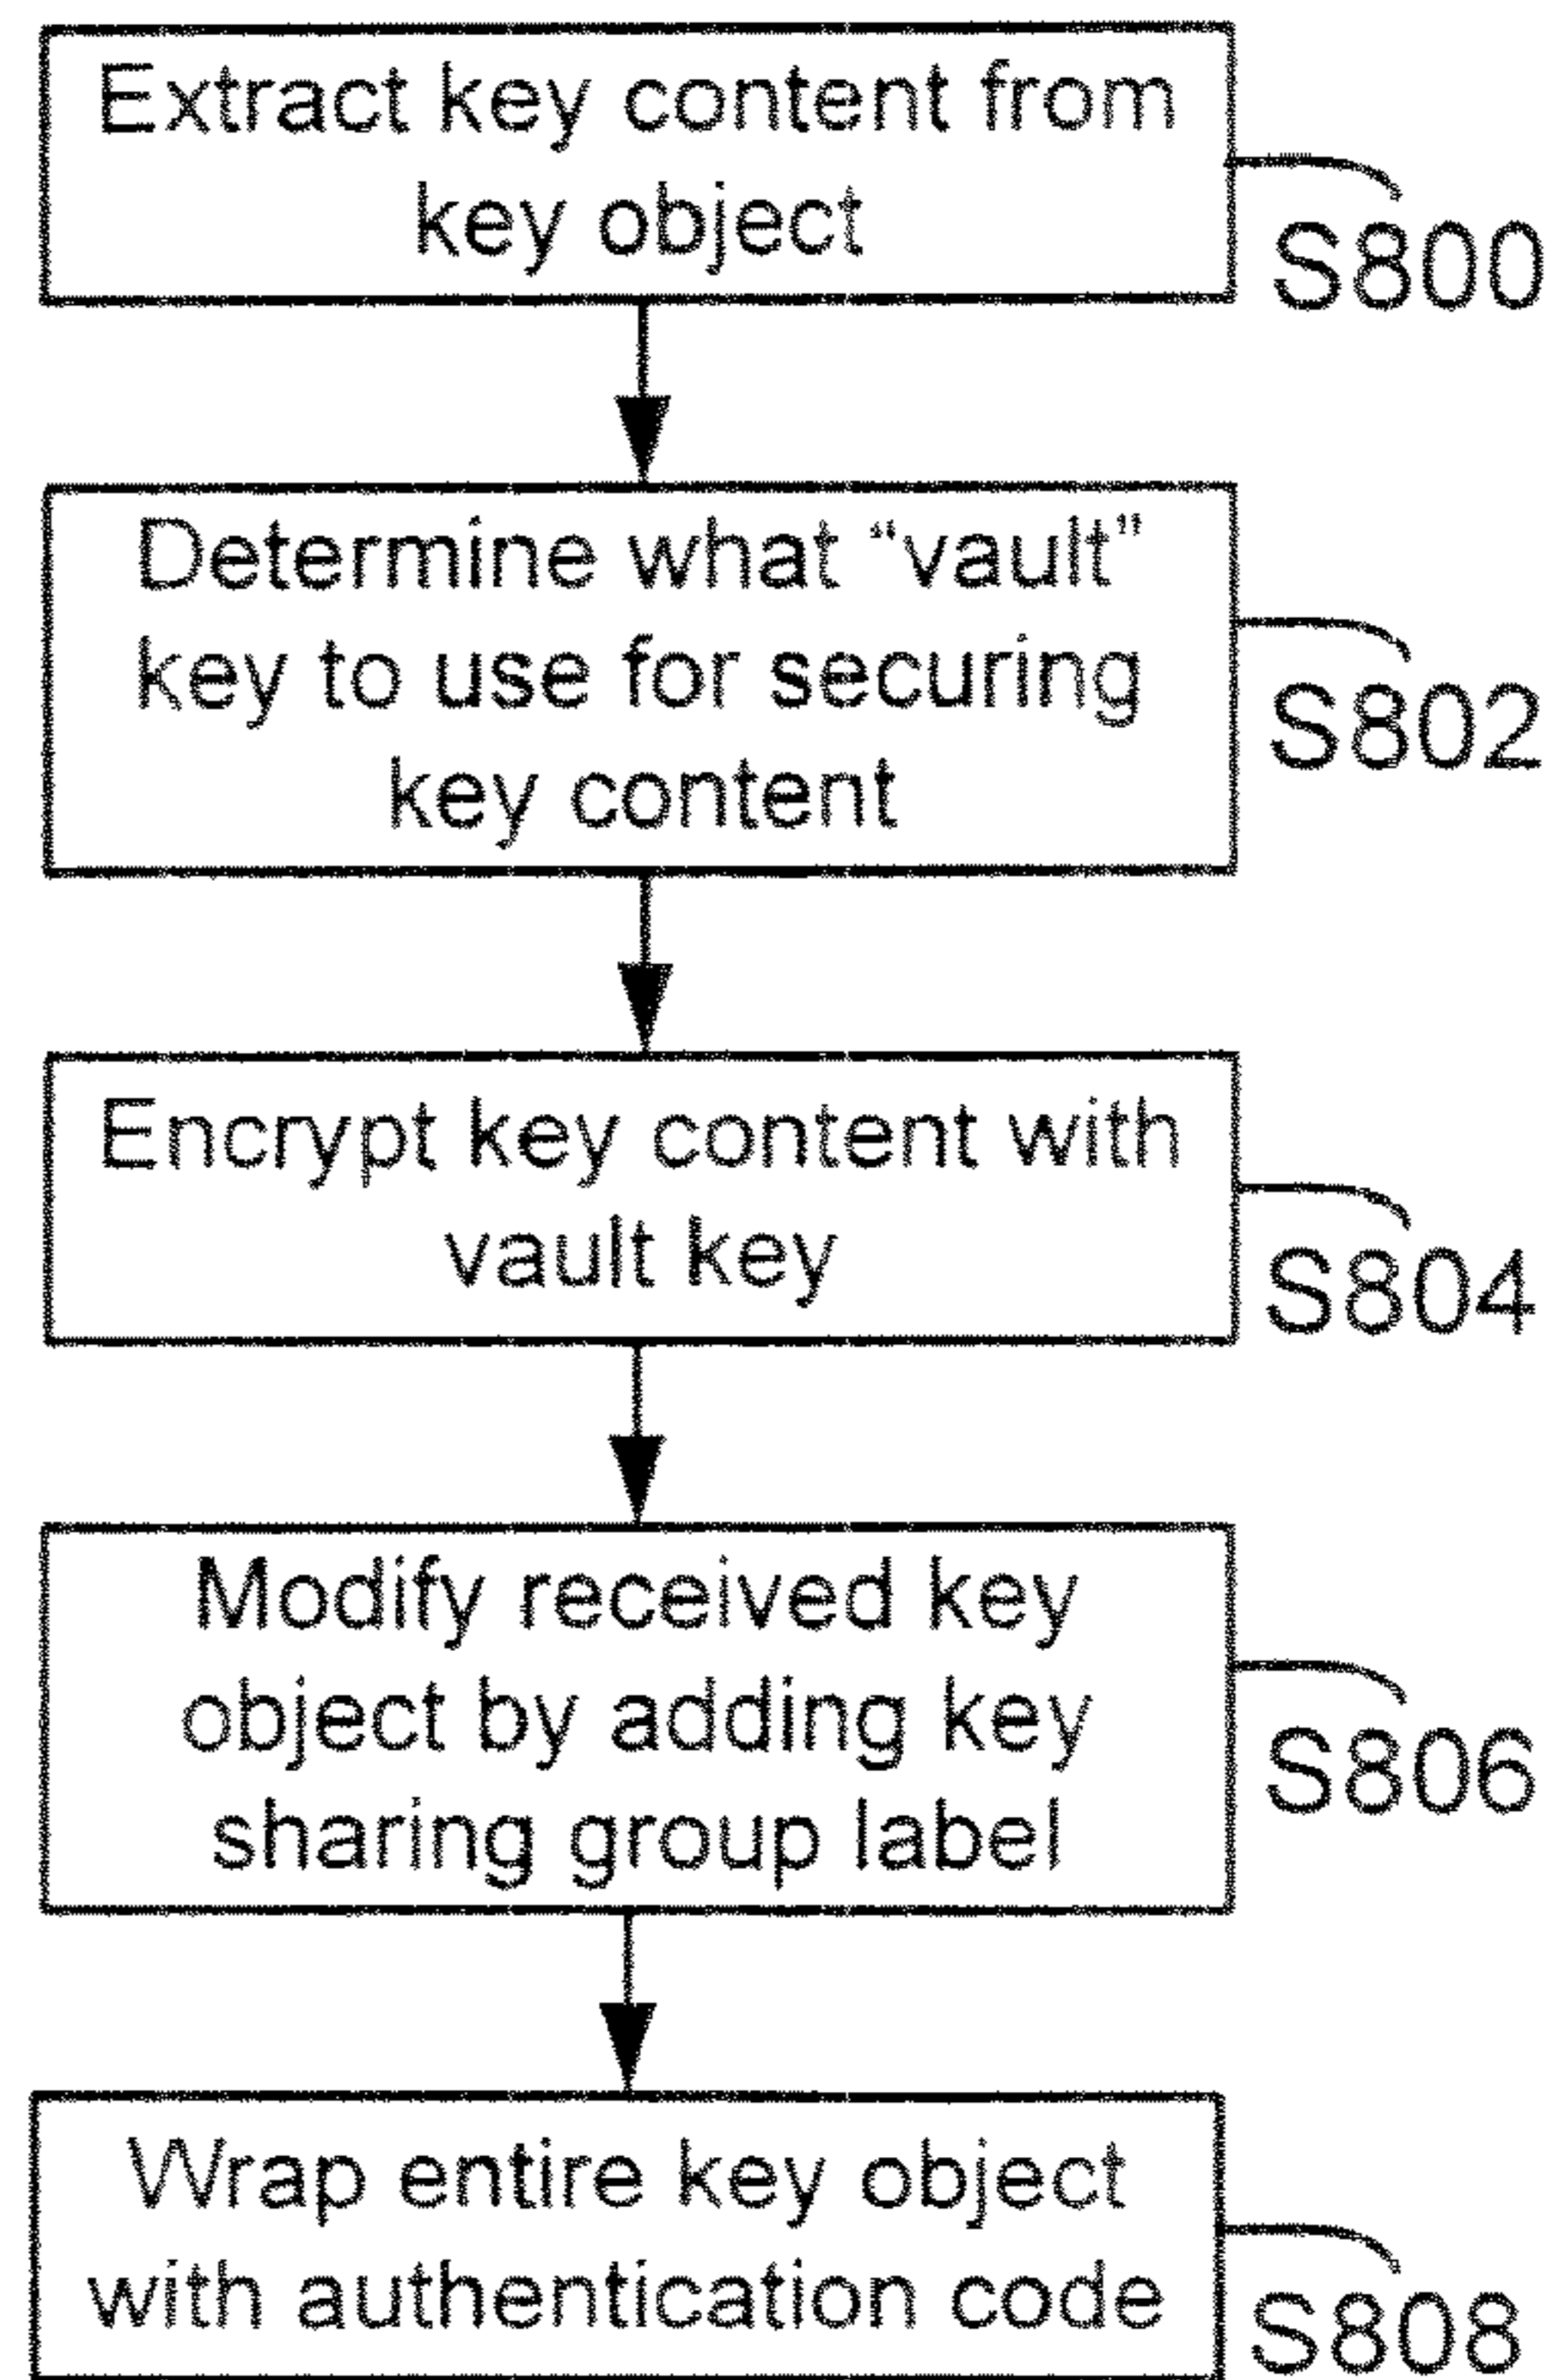 Extract key content from
key object
S800
Determine what “vault”
key to use for securing
key content
S802
Encrypt key content with
vault key
S804
Modify received key
object by adding key
sharing group label
S806
Wrap entire key object
with authentication code
S808